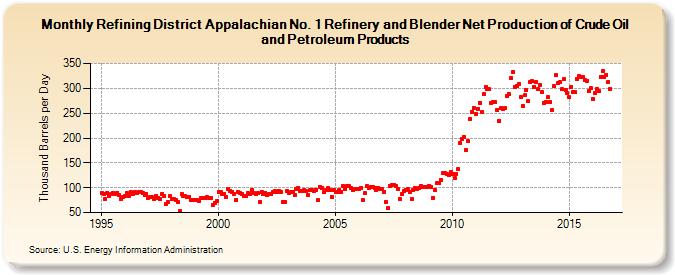 Monthly Refining District Appalachian No. 1 Refinery and Blender Net Production of Crude Oil
and Petroleum Products
Thousand Barrels per Day
350
300
250
200
150
100
50
1995 2000 2005 2010 2015
Source: U.S. Energy Information Administration